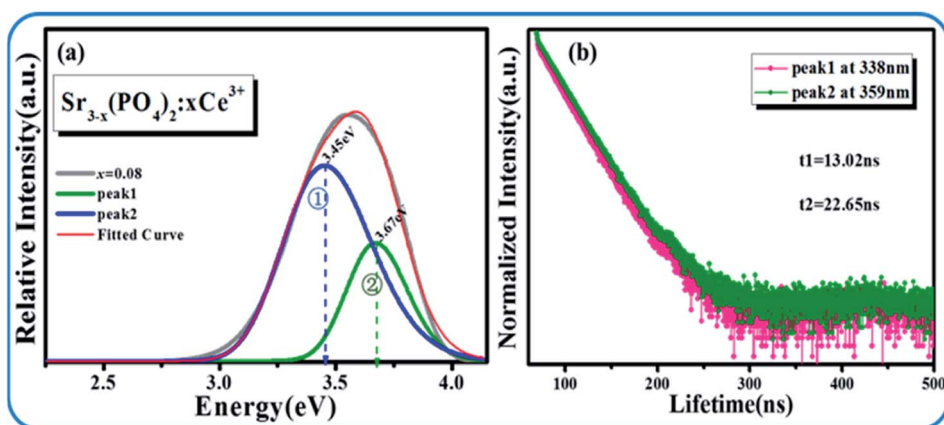 (a)
Sr3-x(PO4)2:xCe3+
x=0.08
peak1
peak2
Fitted Curve
3.45eV
3.67eV
①
②
Relative Intensity(a.u.)
2.5 3.0 3.5 4.0
Energy(eV)
(b)
peak1 at 338nm
peak2 at 359nm
t1=13.02ns
t2=22.65ns
Normalized Intensity(a.u.)
100 200 300 400 500
Lifetime(ns)